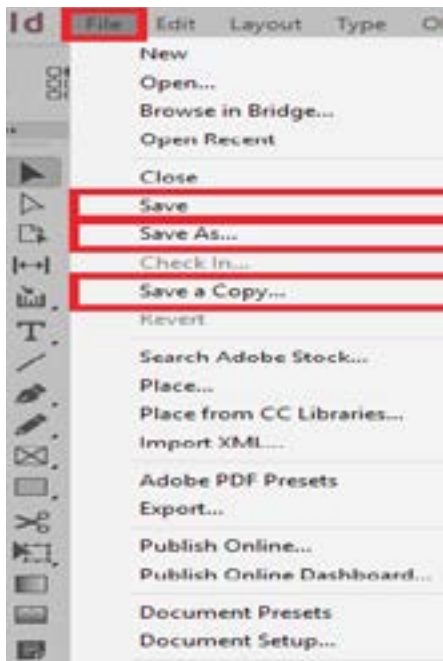 Id File Edit Layout Type
New
Open...
Browse in Bridge...
Open Recent
Close
Save
Save As...
Check In...
Save a Copy...
Revert
Search Adobe Stock...
Place...
Place from CC Libraries...
Import XML...
Adobe PDF Presets
Export...
Publish Online...
Publish Online Dashboard...
Document Presets
Document Setup...